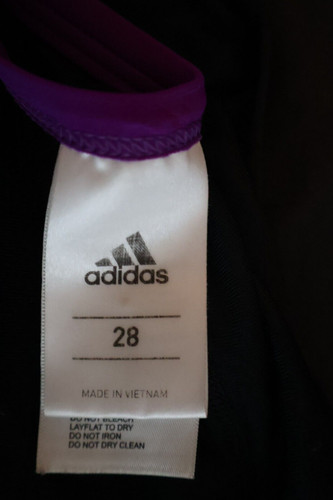 adidas
28
MADE IN VIETNAM
DO NOT BLEACH
LAYFLAT TO DRY
DO NOT IRON
DO NOT DRY CLEAN